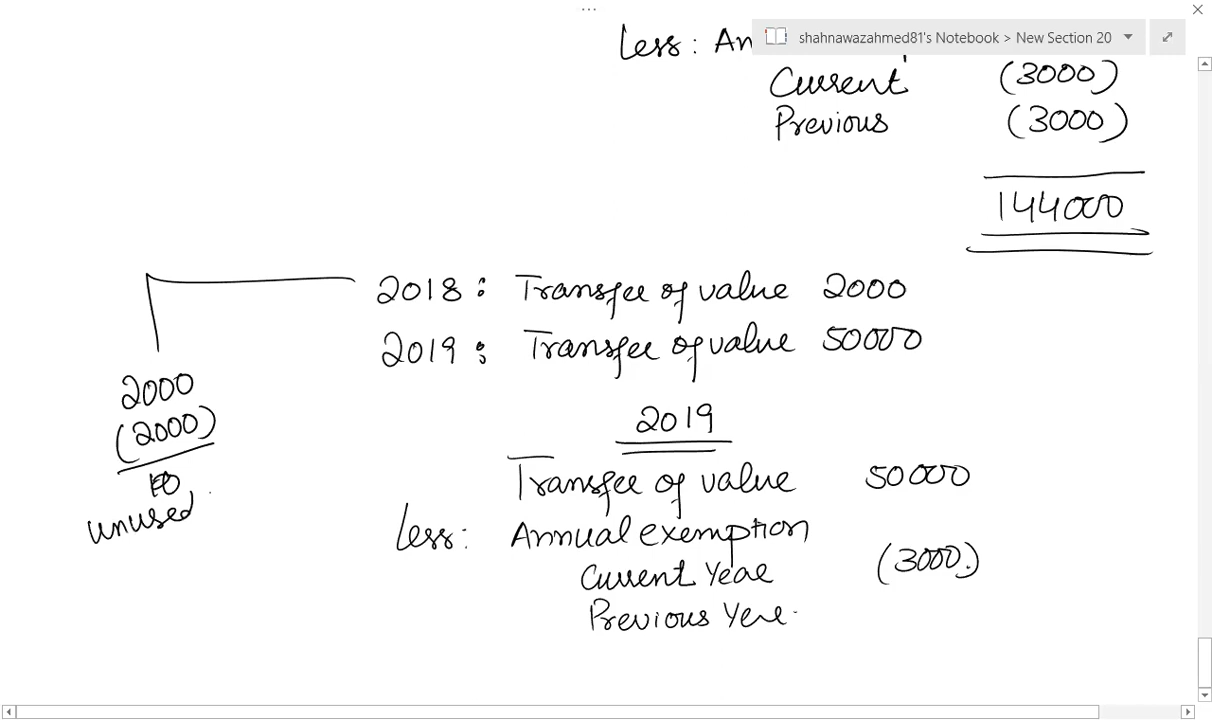 shahnawazahmed81's Notebook > New Section 20
Less: An
Current (3000)
Previous (3000)
144000
2018: Transfer of value 2000
2019: Transfer of value 50000
2000
(2000)
unused
2019
Transfer of value 50000
Less: Annual exemption
Current Year (3000)
Previous Year